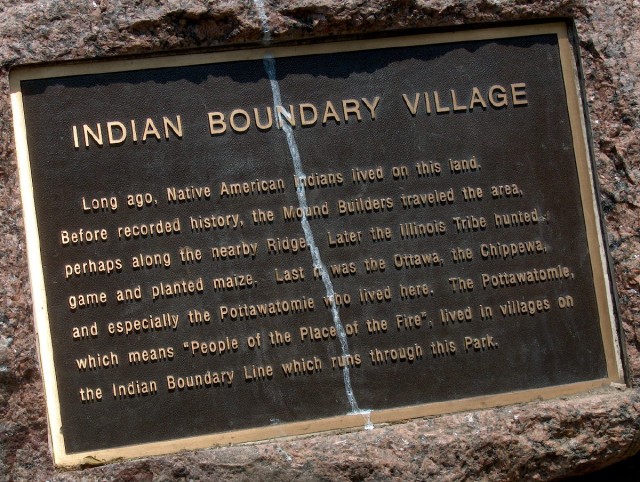 INDIAN BOUNDARY VILLAGE
Long ago, Native American Indians lived on this land.
Before recorded history, the Mound Builders traveled the area,
perhaps along the nearby Ridge. Later the Illinois Tribe hunted
game and planted maize. Last it was the Ottawa, the Chippewa,
and especially the Pottawatomie who lived here. The Pottawatomie,
which means "People of the Place of the Fire", lived in villages on
the Indian Boundary Line which runs through this Park.